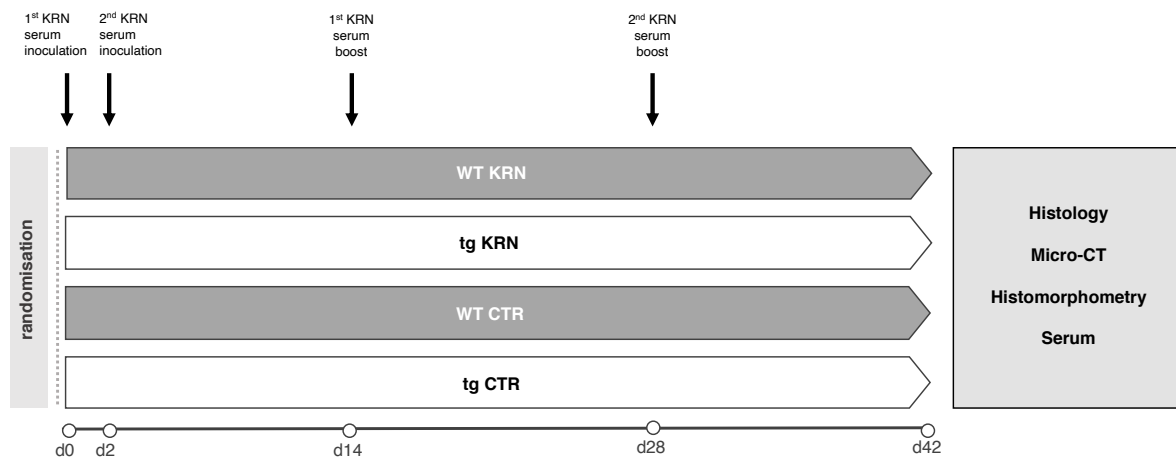 1st KRN
serum
inoculation
2nd KRN
serum
inoculation
1st KRN
serum
boost
2nd KRN
serum
boost
randomisation
WT KRN
tg KRN
WT CTR
tg CTR
Histology
Micro-CT
Histomorphometry
Serum
d0
d2
d14
d28
d42